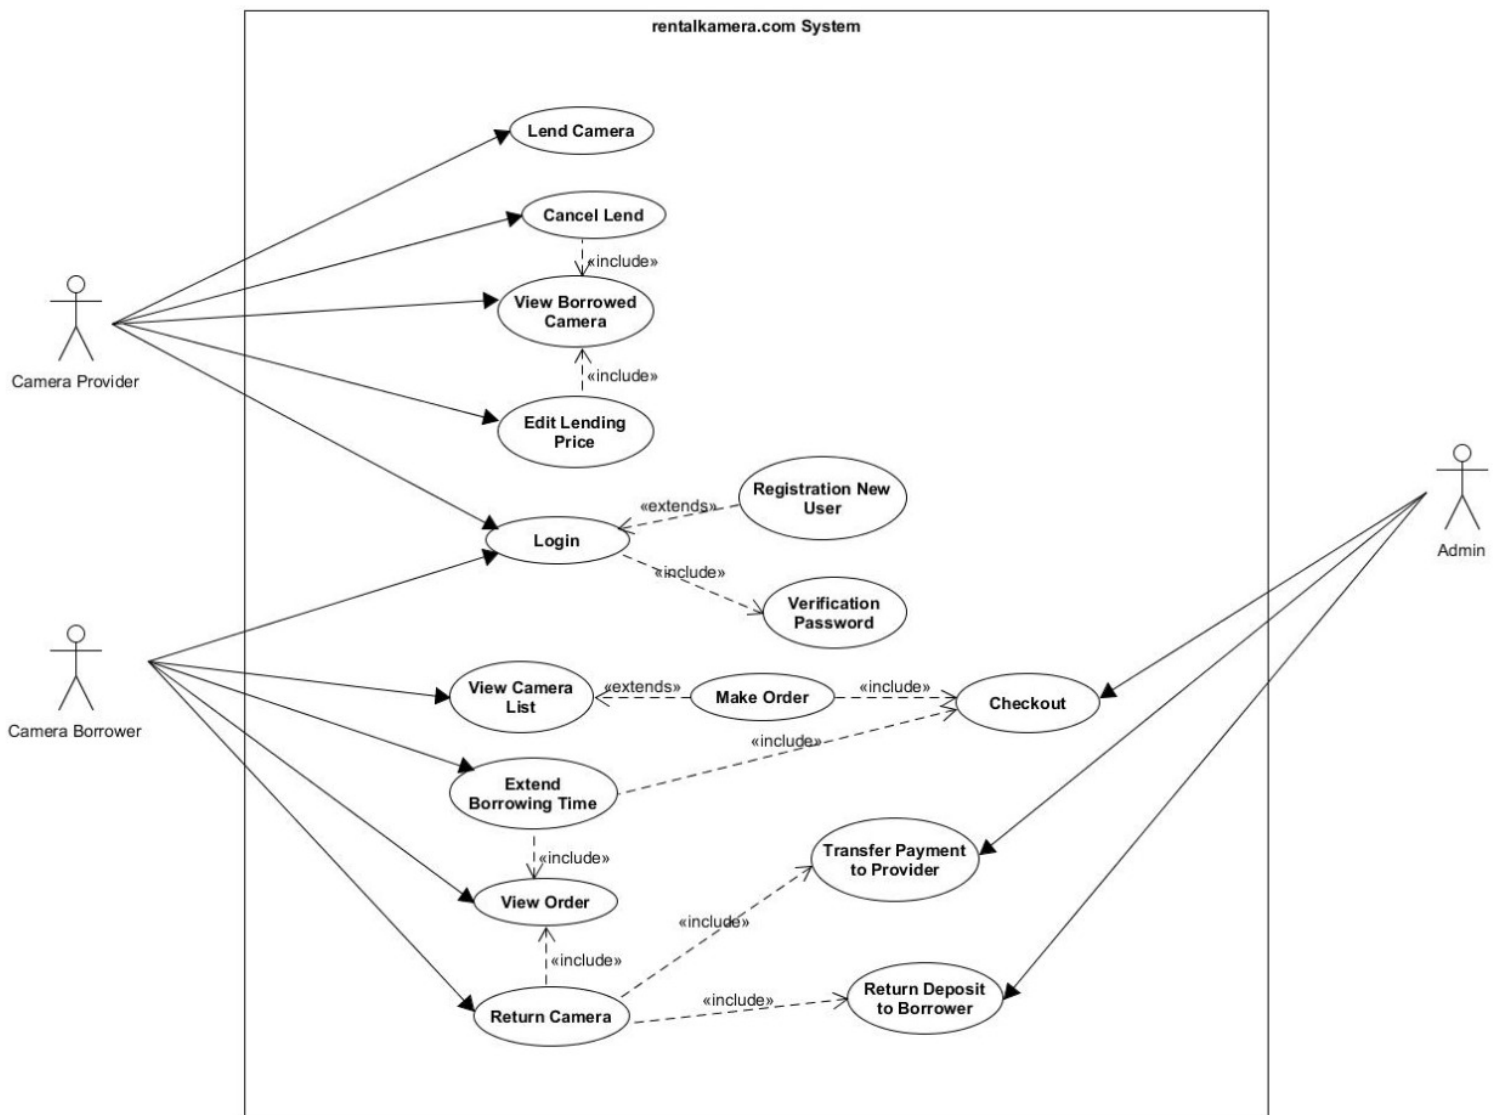 rentalkamera.com System
Lend Camera
Cancel Lend
«include»
View Borrowed
Camera
Camera Provider
«include»
Edit Lending
Price
Registration New
User
«extends»
Login
Admin
«include»
Verification
Password
View Camera
List
«extends»
Make Order
«include»
Checkout
Camera Borrower
«include»
Extend
Borrowing Time
Transfer Payment
to Provider
«include»
View Order
«include»
«include»
Return Deposit
to Borrower
«include»
Return Camera